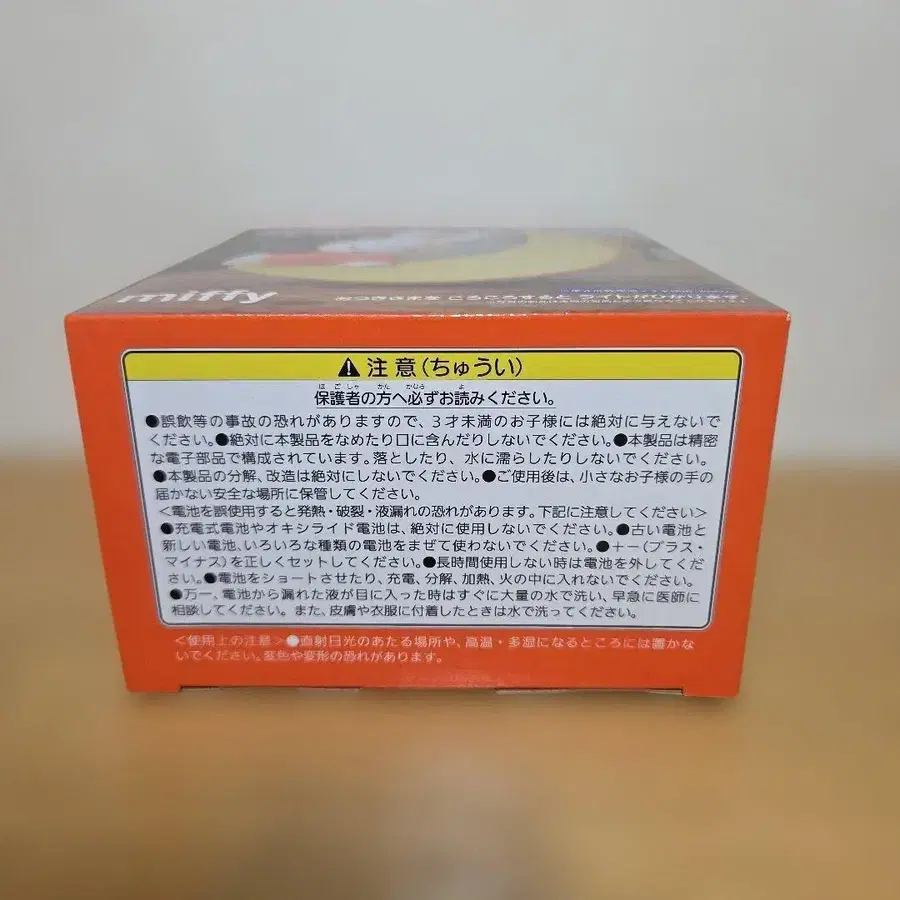 miffy
おつきさまを ころころすると ライトがひかります
⚠注意(ちゅうい)
保護者の方へ必ずお読みください。
●誤飲等の事故の恐れがありますので、3才未満のお子様には絶対に与えないで
ください。●絶対に本製品をなめたり口に含んだりしないでください。●本製品は精密
な電子部品で構成されています。落としたり、水に濡らしたりしないでください。
●本製品の分解、改造は絶対にしないでください。●ご使用後は、小さなお子様の手の
届かない安全な場所に保管してください。
<電池を誤使用すると発熱・破裂・液漏れの恐れがあります。下記に注意してください>
●充電式電池やオキシライド電池は、絶対に使用しないでください。●古い電池と
新しい電池、いろいろな種類の電池をまぜて使わないでください。●+-(プラス・
マイナス)を正しくセットしてください。●長時間使用しない時は電池を外してくだ
さい。●電池をショートさせたり、充電、分解、加熱、火の中に入れないでください。
●万一、電池から漏れた液が目に入った時はすぐに大量の水で洗い、早急に医師に
相談してください。また、皮膚や衣服に付着したときは水で洗ってください。
<使用上の注意>●直射日光のあたる場所や、高温・多湿になるところには置かな
いでください。変色や変形の恐れがあります。